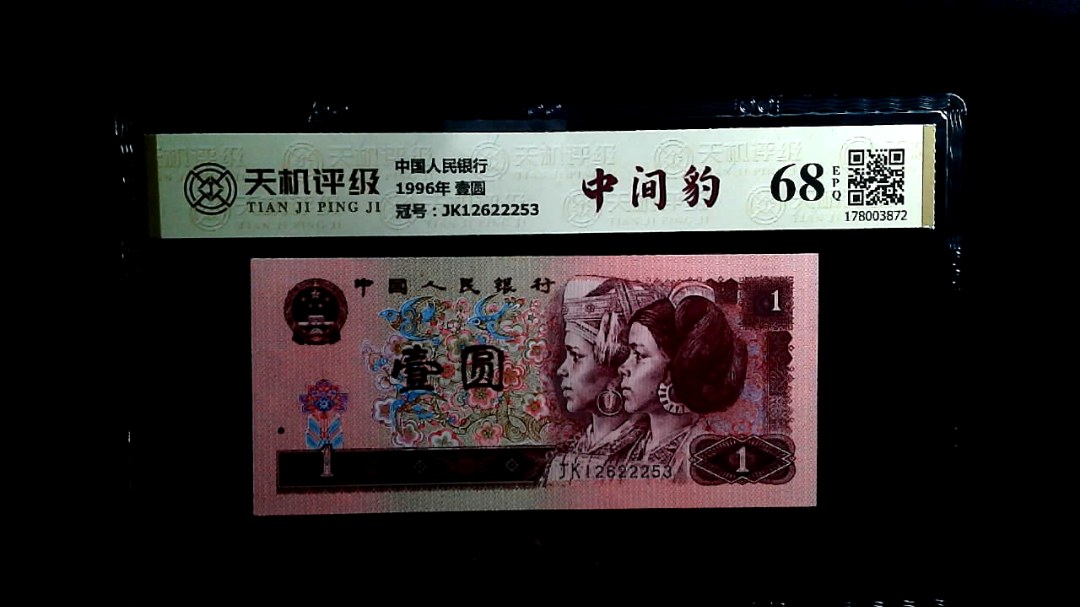 天机评级
TIAN JI PING JI
中国人民银行
1996年 壹圆
冠号：JK12622253
中间豹
68
EPQ
178003872
中国人民银行
1
壹圆
1
JK12622253
1